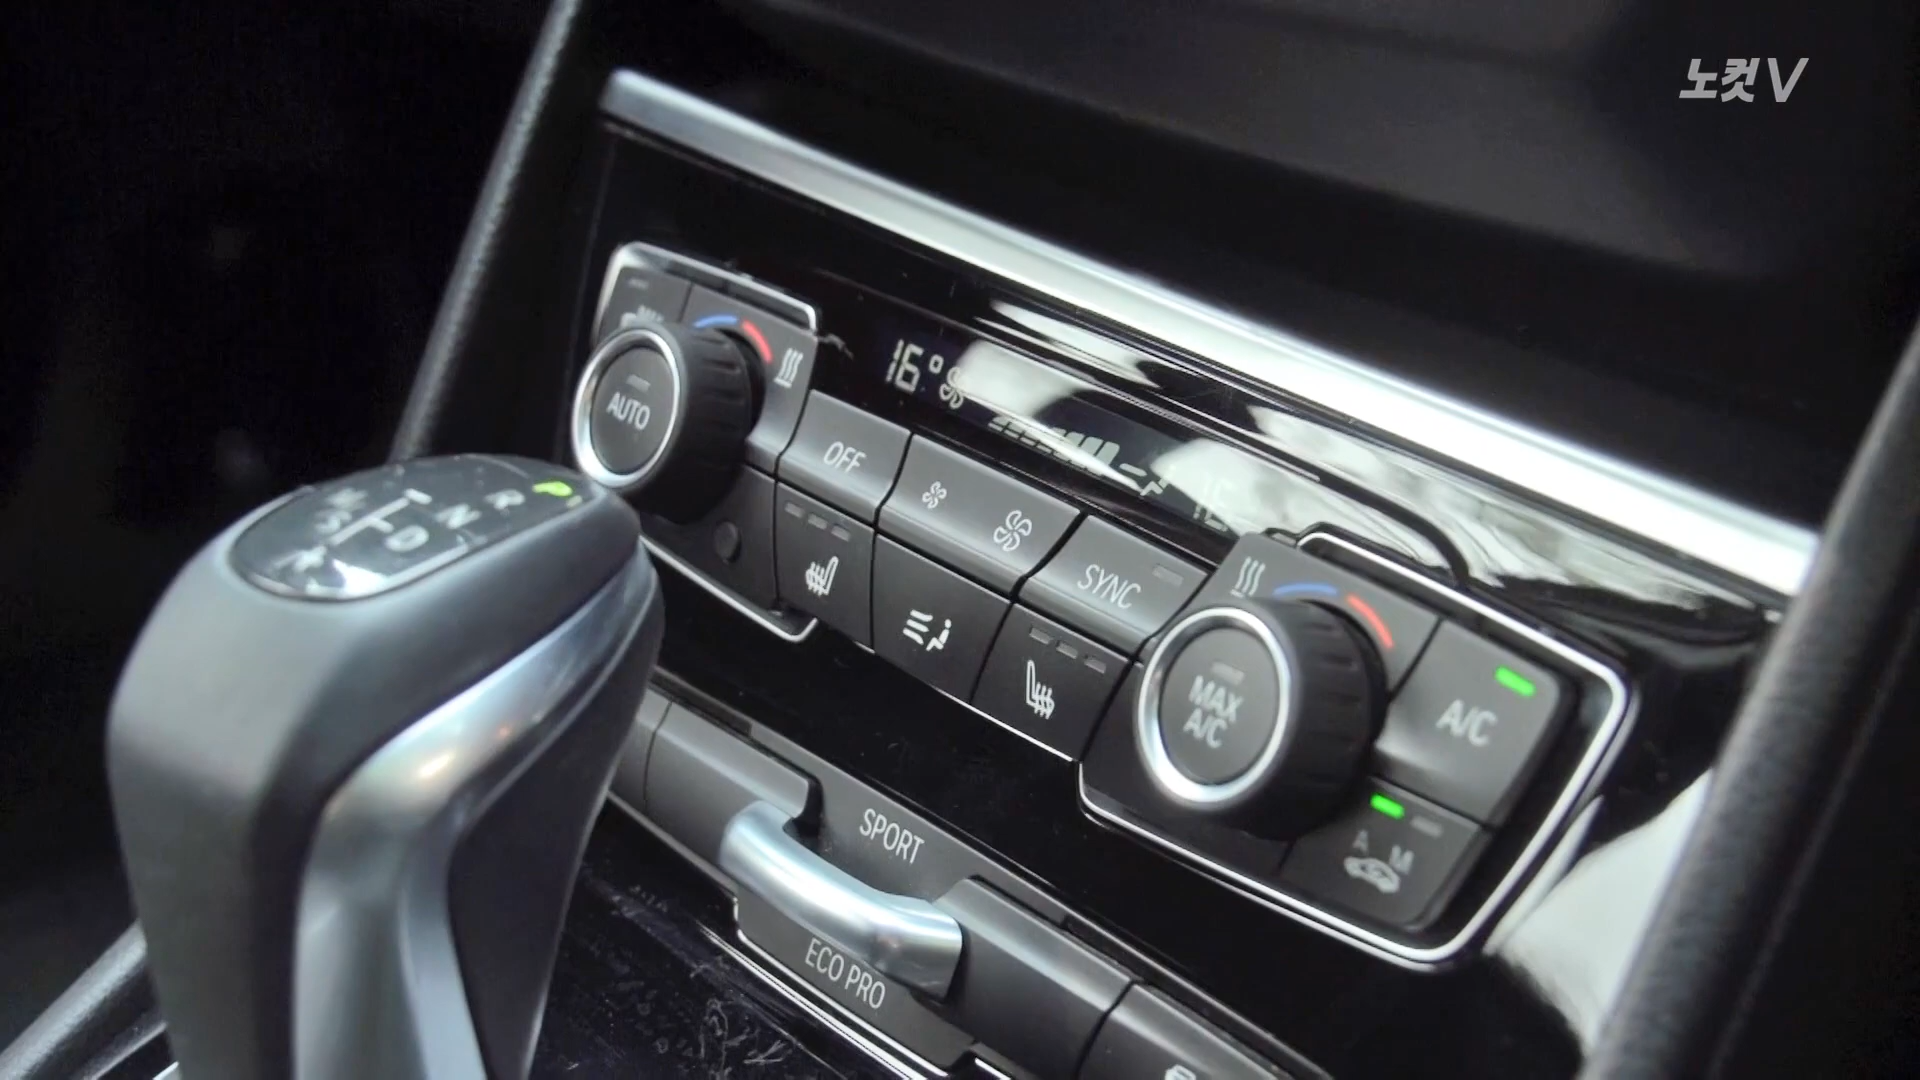 노컷V
16°
AUTO
OFF
SYNC
MAX
A/C
A/C
A M
R P
N
D
M
S
SPORT
ECO PRO